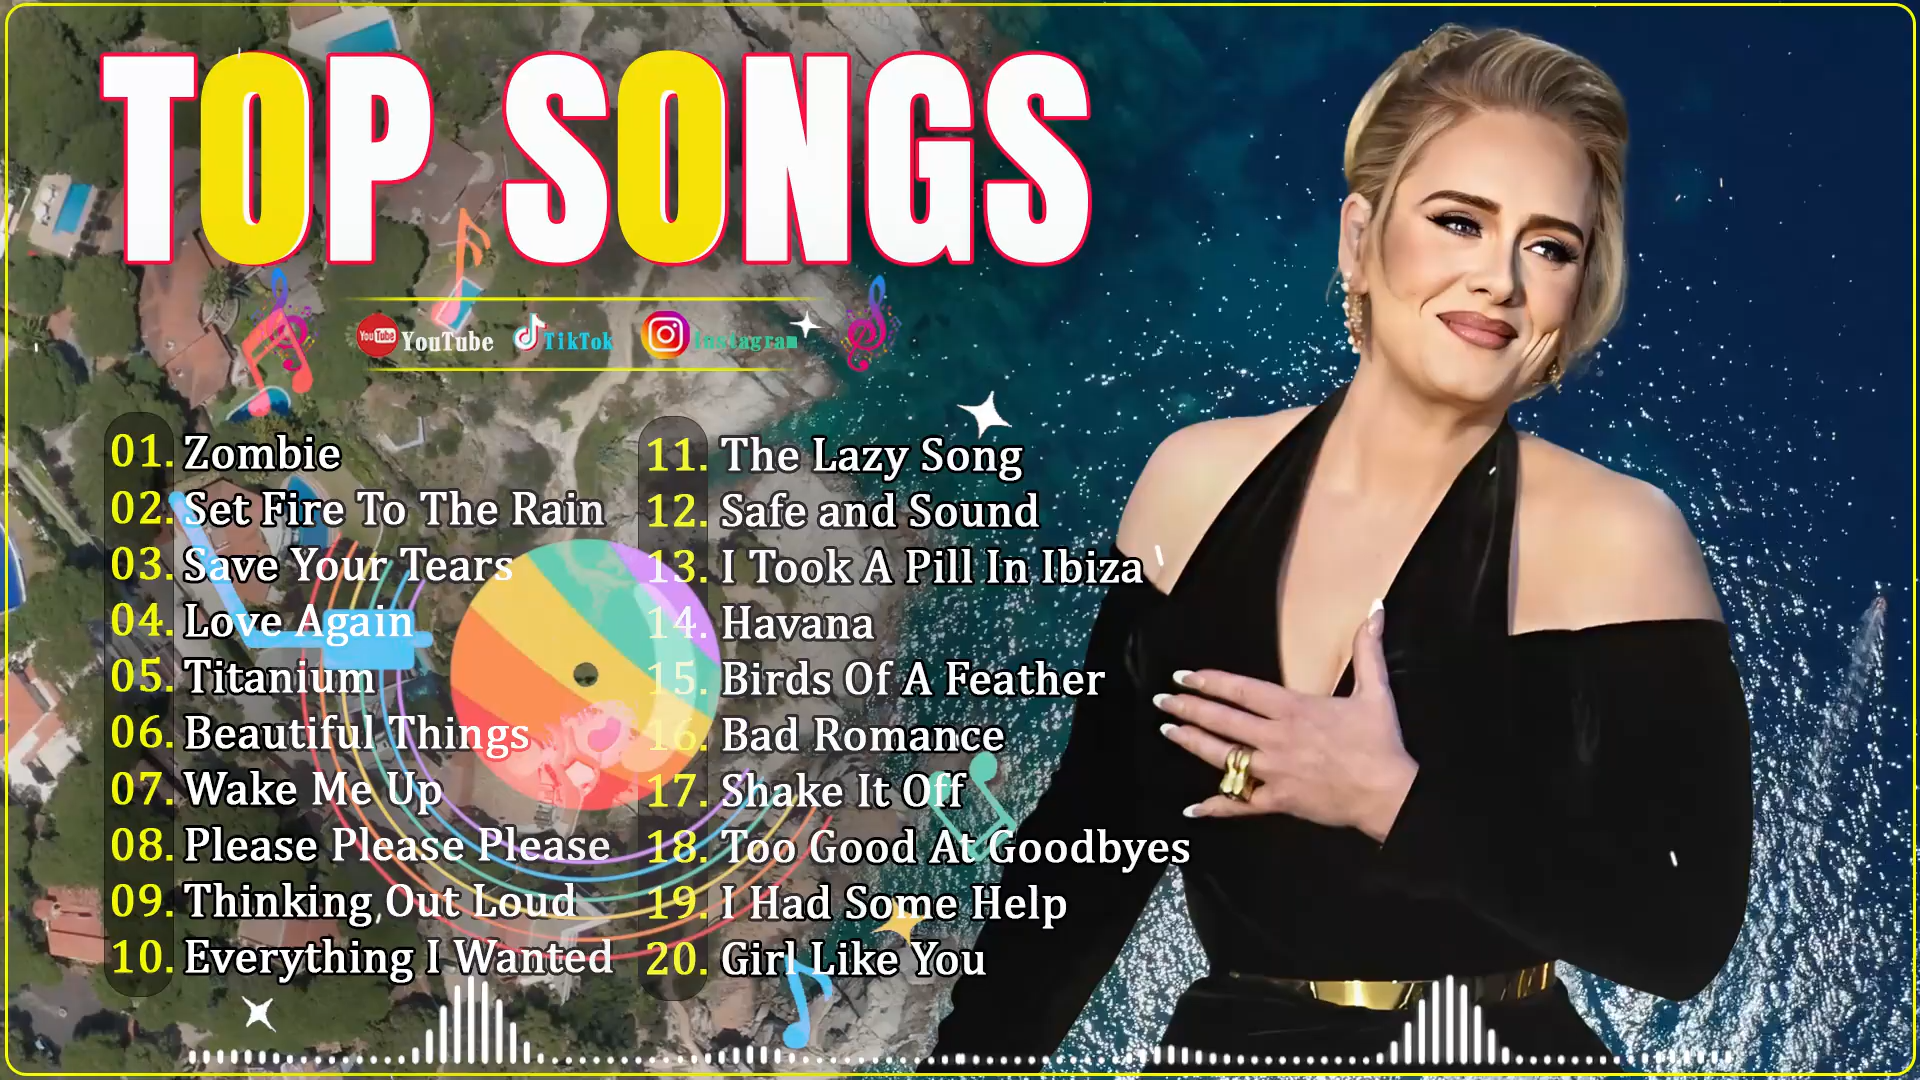 TOP SONGS
YouTube YouTube TikTok Instagram
01. Zombie
02. Set Fire To The Rain
03. Save Your Tears
04. Love Again
05. Titanium
06. Beautiful Things
07. Wake Me Up
08. Please Please Please
09. Thinking Out Loud
10. Everything I Wanted
11. The Lazy Song
12. Safe and Sound
13. I Took A Pill In Ibiza
14. Havana
15. Birds Of A Feather
16. Bad Romance
17. Shake It Off
18. Too Good At Goodbyes
19. I Had Some Help
20. Girl Like You